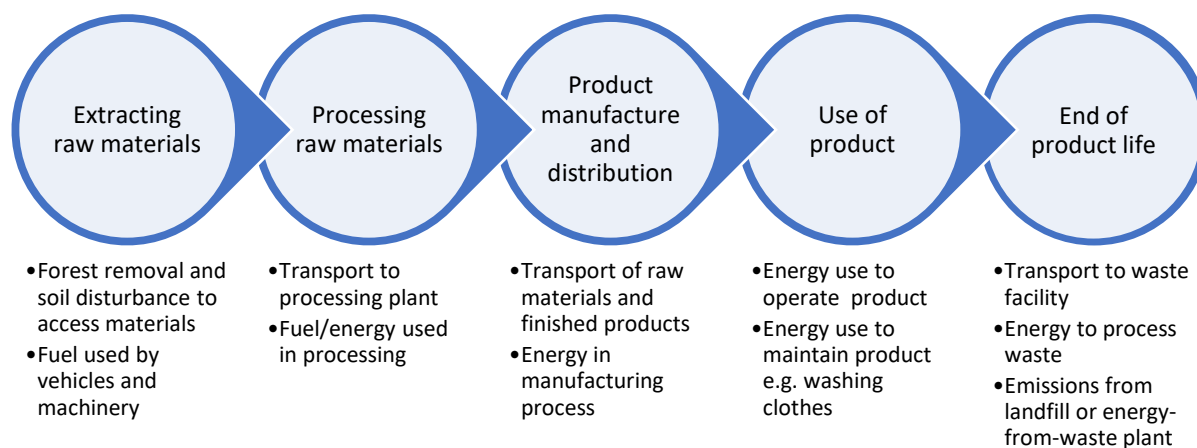 Extracting
raw materials
Processing
raw materials
Product
manufacture
and
distribution
Use of
product
End of
product life
•Forest removal and
soil disturbance to
access materials
•Fuel used by
vehicles and
machinery
•Transport to
processing plant
•Fuel/energy used
in processing
•Transport of raw
materials and
finished products
•Energy in
manufacturing
process
•Energy use to
operate product
•Energy use to
maintain product
e.g. washing
clothes
•Transport to waste
facility
•Energy to process
waste
•Emissions from
landfill or energy-
from-waste plant